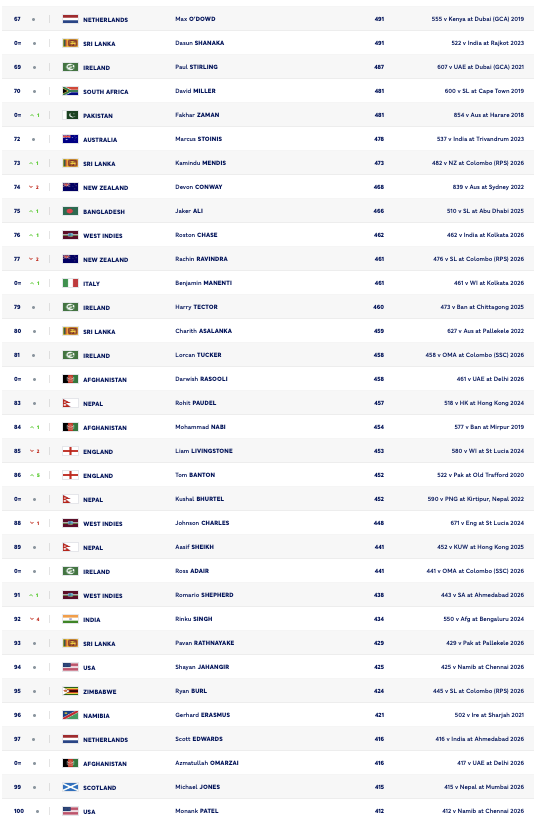 67 NETHERLANDS Max O'DOWD 491 555 v Kenya at Dubai (GCA) 2019
0= SRI LANKA Dasun SHANAKA 491 522 v India at Rajkot 2023
69 IRELAND Paul STIRLING 487 607 v UAE at Dubai (GCA) 2021
70 SOUTH AFRICA David MILLER 481 600 v SL at Cape Town 2019
0= 1 PAKISTAN Fakhar ZAMAN 481 854 v Aus at Harare 2018
72 AUSTRALIA Marcus STOINIS 478 537 v India at Trivandrum 2023
73 1 SRI LANKA Kamindu MENDIS 473 482 v NZ at Colombo (RPS) 2026
74 2 NEW ZEALAND Devon CONWAY 468 839 v Aus at Sydney 2022
75 1 BANGLADESH Jaker ALI 466 510 v SL at Abu Dhabi 2025
76 1 WEST INDIES Roston CHASE 462 462 v India at Kolkata 2026
77 2 NEW ZEALAND Rachin RAVINDRA 461 476 v SL at Colombo (RPS) 2026
0= 1 ITALY Benjamin MANENTI 461 461 v WI at Kolkata 2026
79 IRELAND Harry TECTOR 460 473 v Ban at Chittagong 2025
80 SRI LANKA Charith ASALANKA 459 627 v Aus at Pallekele 2022
81 IRELAND Lorcan TUCKER 458 458 v OMA at Colombo (SSC) 2026
0= AFGHANISTAN Darwish RASOOLI 458 461 v UAE at Delhi 2026
83 NEPAL Rohit PAUDEL 457 518 v HK at Hong Kong 2024
84 1 AFGHANISTAN Mohammad NABI 454 577 v Ban at Mirpur 2019
85 2 ENGLAND Liam LIVINGSTONE 453 580 v WI at St Lucia 2024
86 5 ENGLAND Tom BANTON 452 522 v Pak at Old Trafford 2020
0= NEPAL Kushal BHURTEL 452 590 v PNG at Kirtipur, Nepal 2022
88 1 WEST INDIES Johnson CHARLES 448 671 v Eng at St Lucia 2024
89 NEPAL Aasif SHEIKH 441 452 v KUW at Hong Kong 2025
0= IRELAND Ross ADAIR 441 441 v OMA at Colombo (SSC) 2026
91 1 WEST INDIES Romario SHEPHERD 438 443 v SA at Ahmedabad 2026
92 4 INDIA Rinku SINGH 434 550 v Afg at Bengaluru 2024
93 SRI LANKA Pavan RATHNAYAKE 429 429 v Pak at Pallekele 2026
94 USA Shayan JAHANGIR 425 425 v Namib at Chennai 2026
95 ZIMBABWE Ryan BURL 424 445 v SL at Colombo (RPS) 2026
96 NAMIBIA Gerhard ERASMUS 421 502 v Ire at Sharjah 2021
97 NETHERLANDS Scott EDWARDS 416 416 v India at Ahmedabad 2026
0= AFGHANISTAN Azmatullah OMARZAI 416 417 v UAE at Delhi 2026
99 SCOTLAND Michael JONES 415 415 v Nepal at Mumbai 2026
100 USA Monank PATEL 412 412 v Namib at Chennai 2026